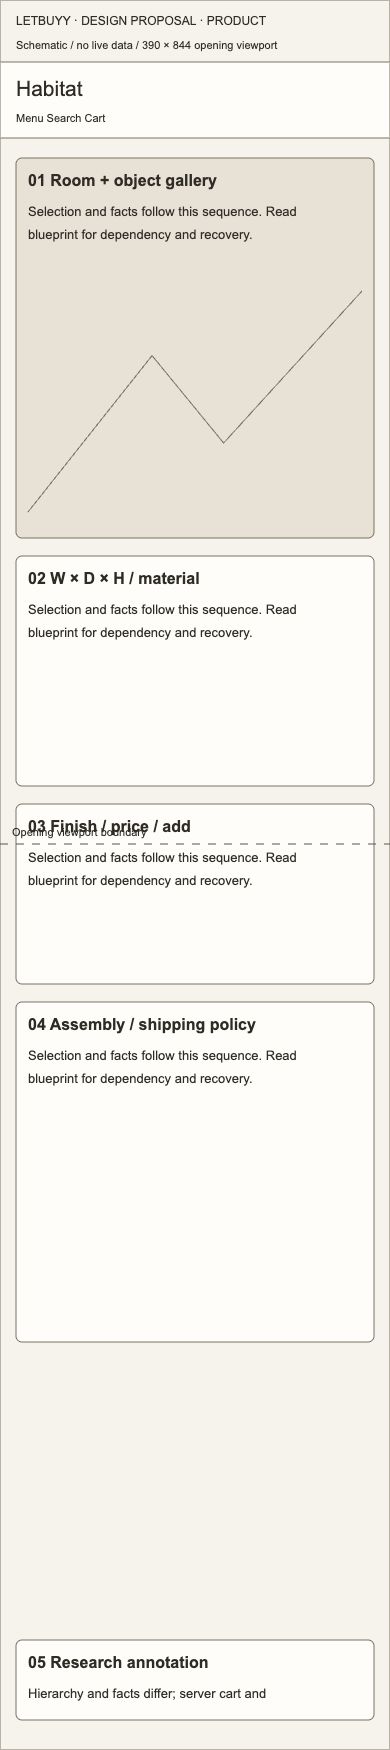 LETBUYY · DESIGN PROPOSAL · PRODUCT
Schematic / no live data / 390 × 844 opening viewport
Habitat
Menu Search Cart
01 Room + object gallery
Selection and facts follow this sequence. Read
blueprint for dependency and recovery.
02 W × D × H / material
Selection and facts follow this sequence. Read
blueprint for dependency and recovery.
03 Finish / price / add
Opening viewport boundary
Selection and facts follow this sequence. Read
blueprint for dependency and recovery.
04 Assembly / shipping policy
Selection and facts follow this sequence. Read
blueprint for dependency and recovery.
05 Research annotation
Hierarchy and facts differ; server cart and